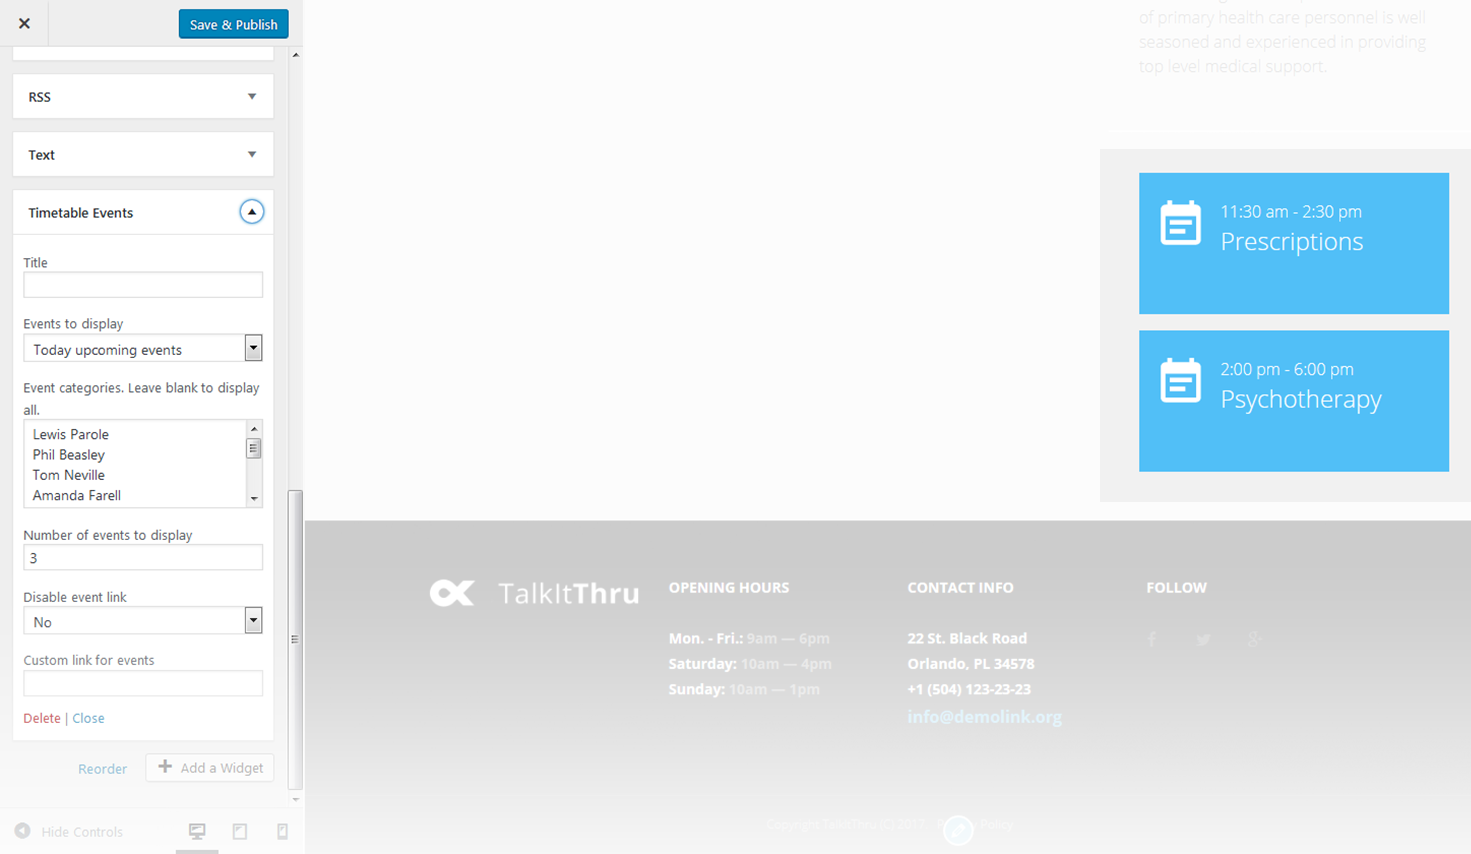 Save & Publish
RSS
Text
Timetable Events
Title
Events to display
Today upcoming events
Event categories. Leave blank to display
all.
Lewis Parole
Phil Beasley
Tom Neville
Amanda Farell
Number of events to display
3
Disable event link
No
Custom link for events
Delete | Close
Reorder
Add a Widget
Hide Controls
of primary health care personnel is well
seasoned and experienced in providing
top level medical support.
11:30 am - 2:30 pm
Prescriptions
2:00 pm - 6:00 pm
Psychotherapy
TalkItThru
OPENING HOURS
Mon. - Fri.: 9am — 6pm
Saturday: 10am — 4pm
Sunday: 10am — 1pm
CONTACT INFO
22 St. Black Road
Orlando, PL 34578
+1 (504) 123-23-23
info@demolink.org
FOLLOW
Copyright TalkItThru (C) 2017 Policy